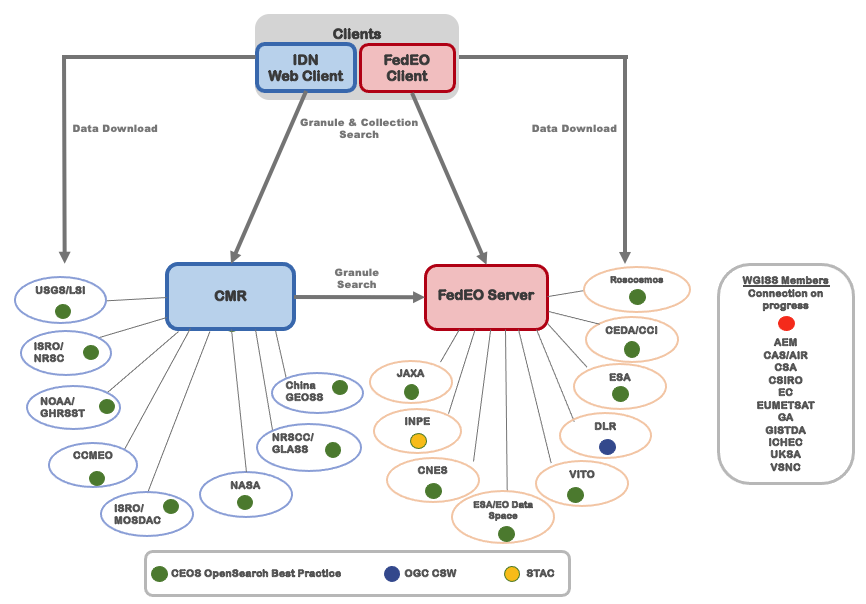 Clients
IDN
Web Client
FedEO
Client
Data Download
Granule & Collection
Search
Data Download
CMR
Granule
Search
FedEO Server
USGS/LSI
ISRO/
NRSC
NOAA/
GHRSST
CCMEO
ISRO/
MOSDAC
NASA
NRSCC/
GLASS
China
GEOSS
JAXA
INPE
CNES
ESA/EO Data
Space
VITO
DLR
ESA
CEDA/CCI
Roscosmos
WGISS Members
Connection on
progress
AEM
CAS/AIR
CSA
CSIRO
EC
EUMETSAT
GA
GISTDA
ICHEC
UKSA
VSNC
CEOS OpenSearch Best Practice
OGC CSW
STAC